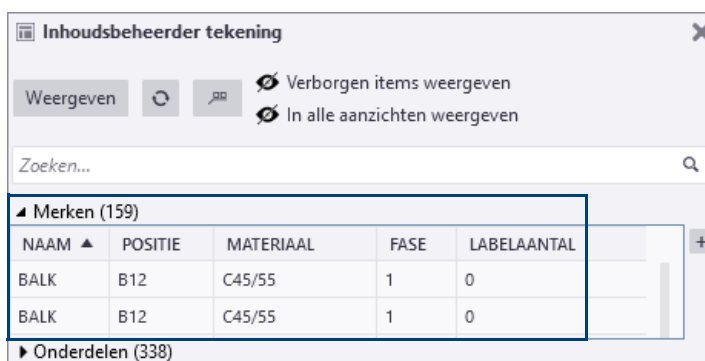 Inhoudsbeheerder tekening
Weergeven
Verborgen items weergeven
In alle aanzichten weergeven
Zoeken...
Merken (159)
NAAM POSITIE MATERIAAL FASE LABELAANTAL
BALK B12 C45/55 1 0
BALK B12 C45/55 1 0
Onderdelen (338)